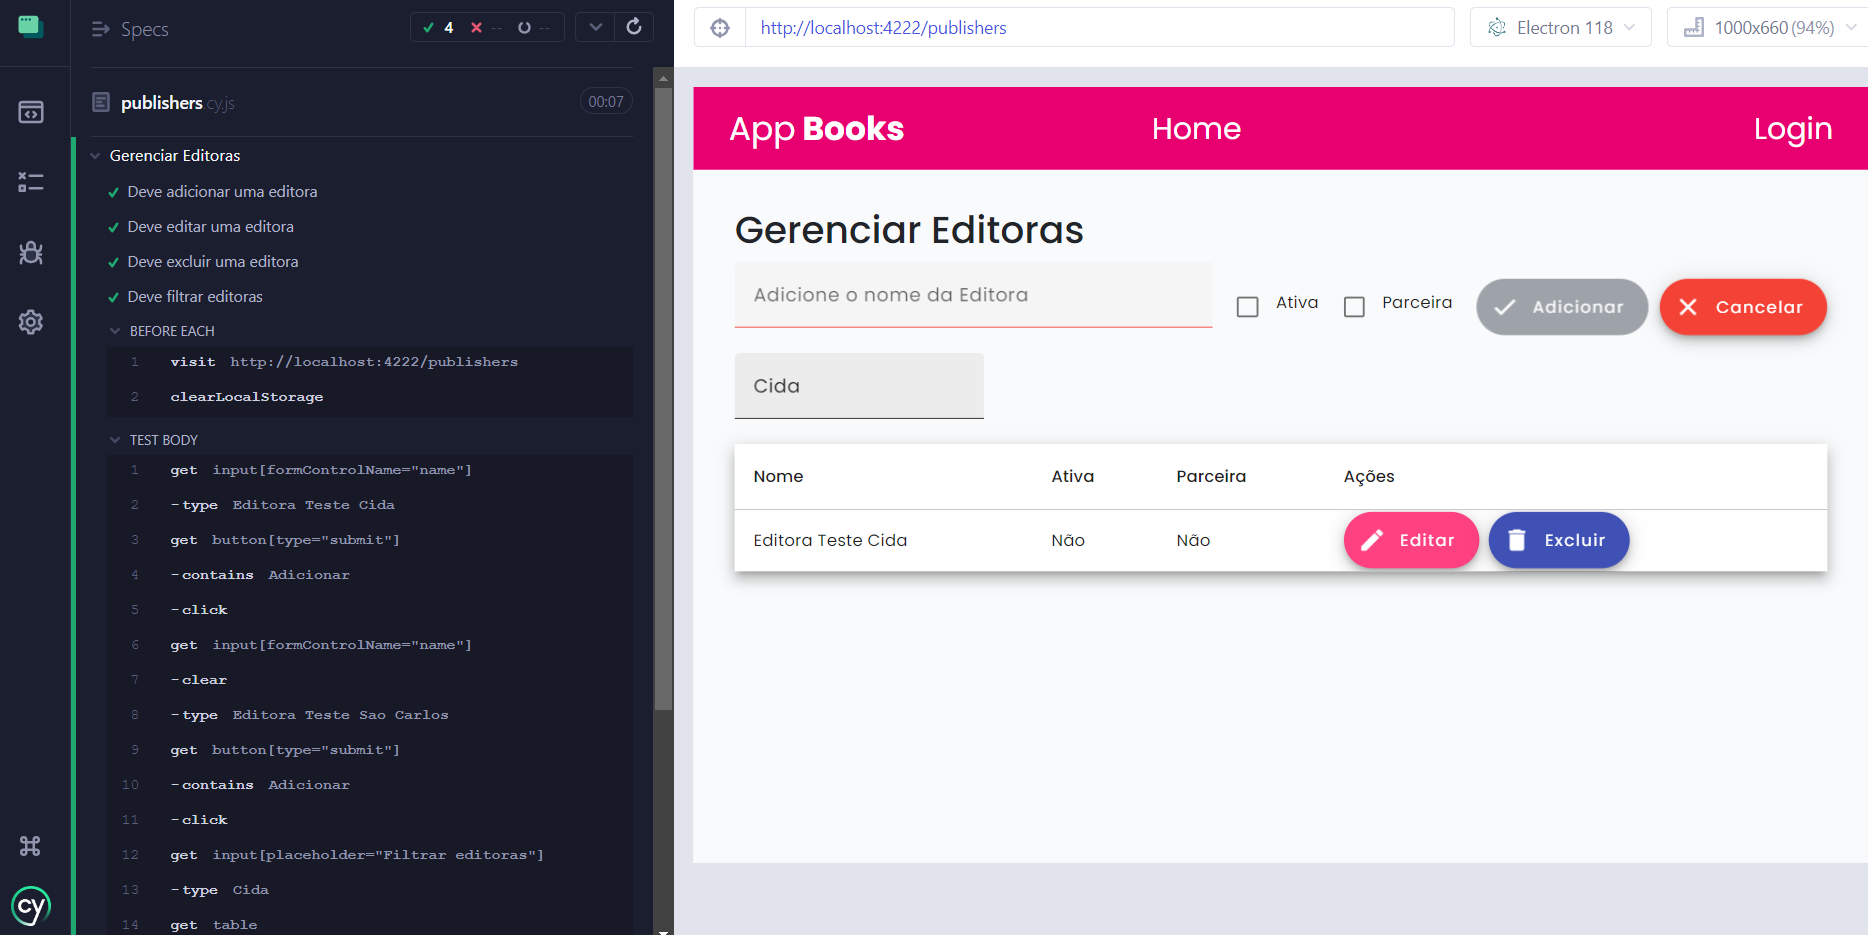 Specs
4 -- --
publishers.cy.js
00:07
Gerenciar Editoras
Deve adicionar uma editora
Deve editar uma editora
Deve excluir uma editora
Deve filtrar editoras
BEFORE EACH
1 visit http://localhost:4222/publishers
2 clearLocalStorage
TEST BODY
1 get input[formControlName="name"]
2 -type Editora Teste Cida
3 get button[type="submit"]
4 -contains Adicionar
5 -click
6 get input[formControlName="name"]
7 -clear
8 -type Editora Teste Sao Carlos
9 get button[type="submit"]
10 -contains Adicionar
11 -click
12 get input[placeholder="Filtrar editoras"]
13 -type Cida
14 get table
cy
http://localhost:4222/publishers
Electron 118
1000x660 (94%)
App Books
Home
Login
Gerenciar Editoras
Adicione o nome da Editora
Ativa
Parceira
Adicionar
Cancelar
Cida
Nome Ativa Parceira Ações
Editora Teste Cida Não Não Editar Excluir